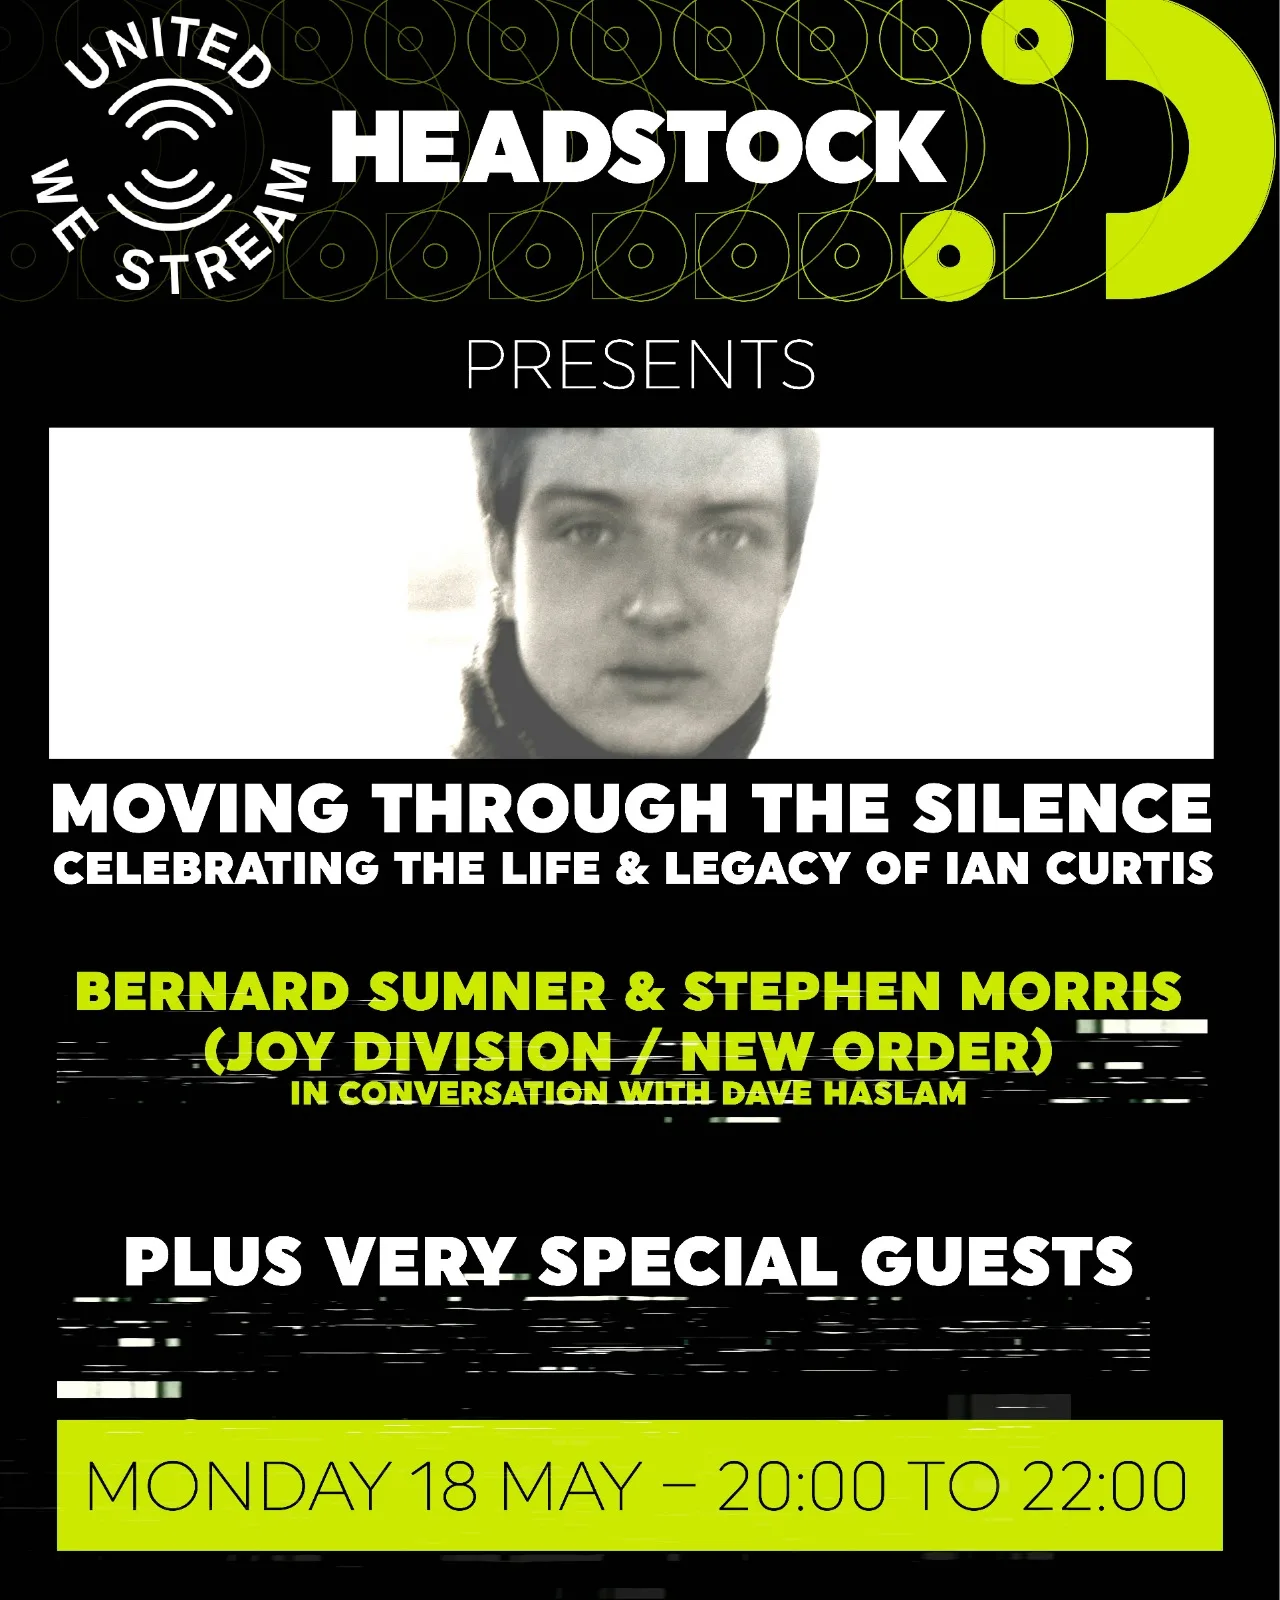 UNITED
WE STREAM
HEADSTOCK
PRESENTS
MOVING THROUGH THE SILENCE
CELEBRATING THE LIFE & LEGACY OF IAN CURTIS
BERNARD SUMNER & STEPHEN MORRIS
(JOY DIVISION / NEW ORDER)
IN CONVERSATION WITH DAVE HASLAM
PLUS VERY SPECIAL GUESTS
MONDAY 18 MAY – 20:00 TO 22:00